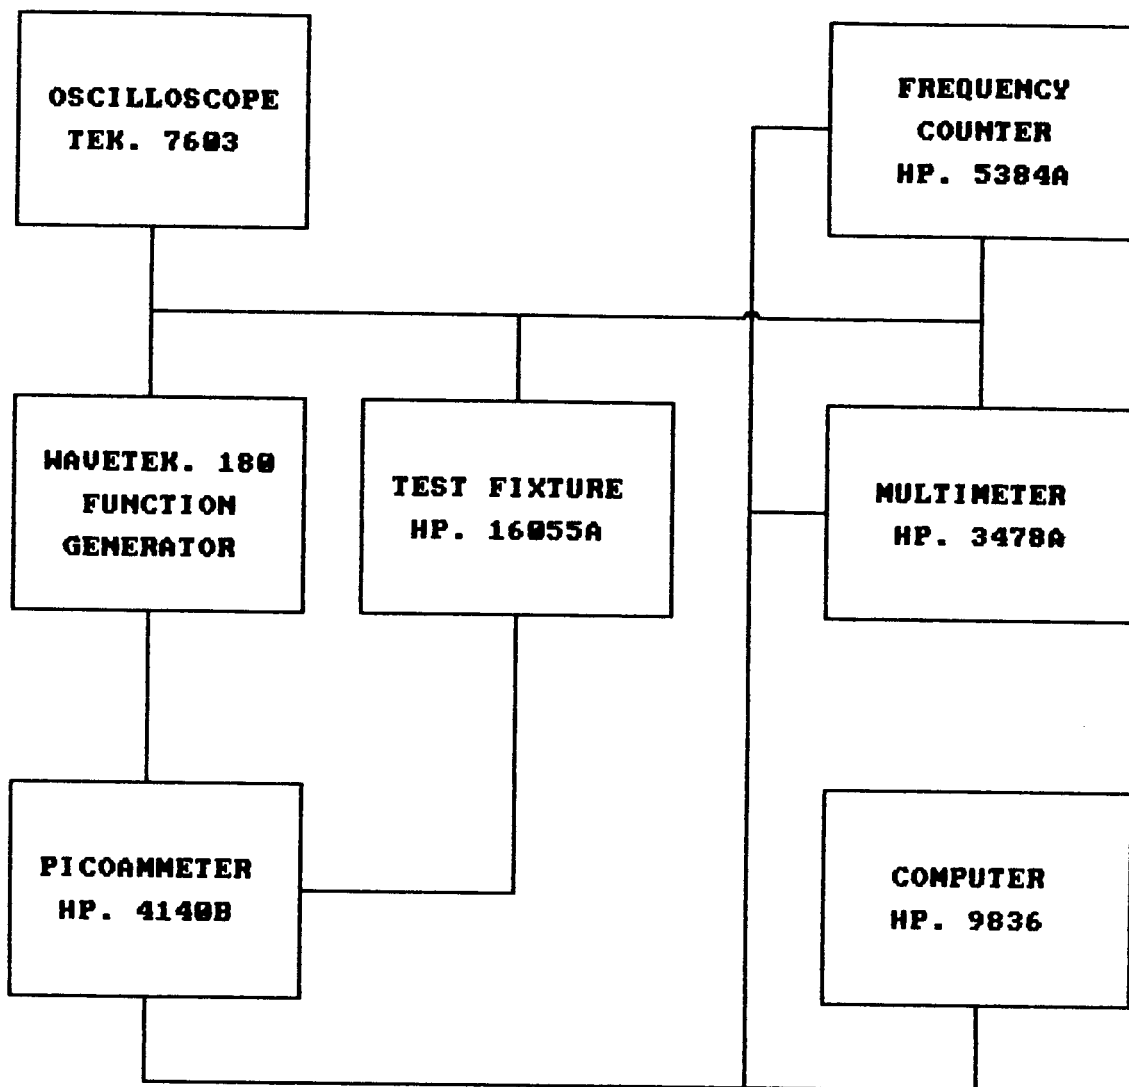 OSCILLOSCOPE
TEK. 7603
FREQUENCY
COUNTER
HP. 5384A
WAVETEK. 180
FUNCTION
GENERATOR
TEST FIXTURE
HP. 16055A
MULTIMETER
HP. 3478A
PICOAMMETER
HP. 4140B
COMPUTER
HP. 9836